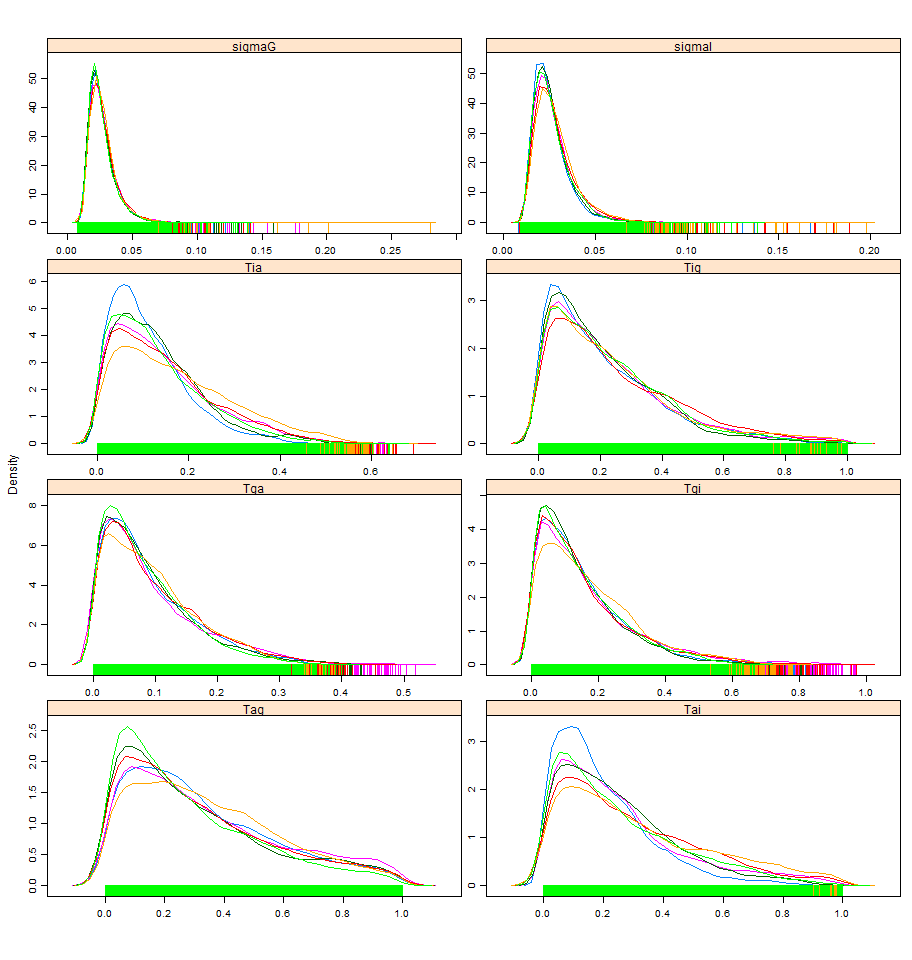 Density
sigmaG
0 10 20 30 40 50
0.00 0.05 0.10 0.15 0.20 0.25
sigmaI
0 10 20 30 40 50
0.00 0.05 0.10 0.15 0.20
Tia
0 1 2 3 4 5 6
0.0 0.2 0.4 0.6
Tig
0 1 2 3
0.0 0.2 0.4 0.6 0.8 1.0
Tga
0 2 4 6 8
0.0 0.1 0.2 0.3 0.4 0.5
Tgi
0 1 2 3 4
0.0 0.2 0.4 0.6 0.8 1.0
Tag
0.0 0.5 1.0 1.5 2.0 2.5
0.0 0.2 0.4 0.6 0.8 1.0
Tai
0 1 2 3
0.0 0.2 0.4 0.6 0.8 1.0